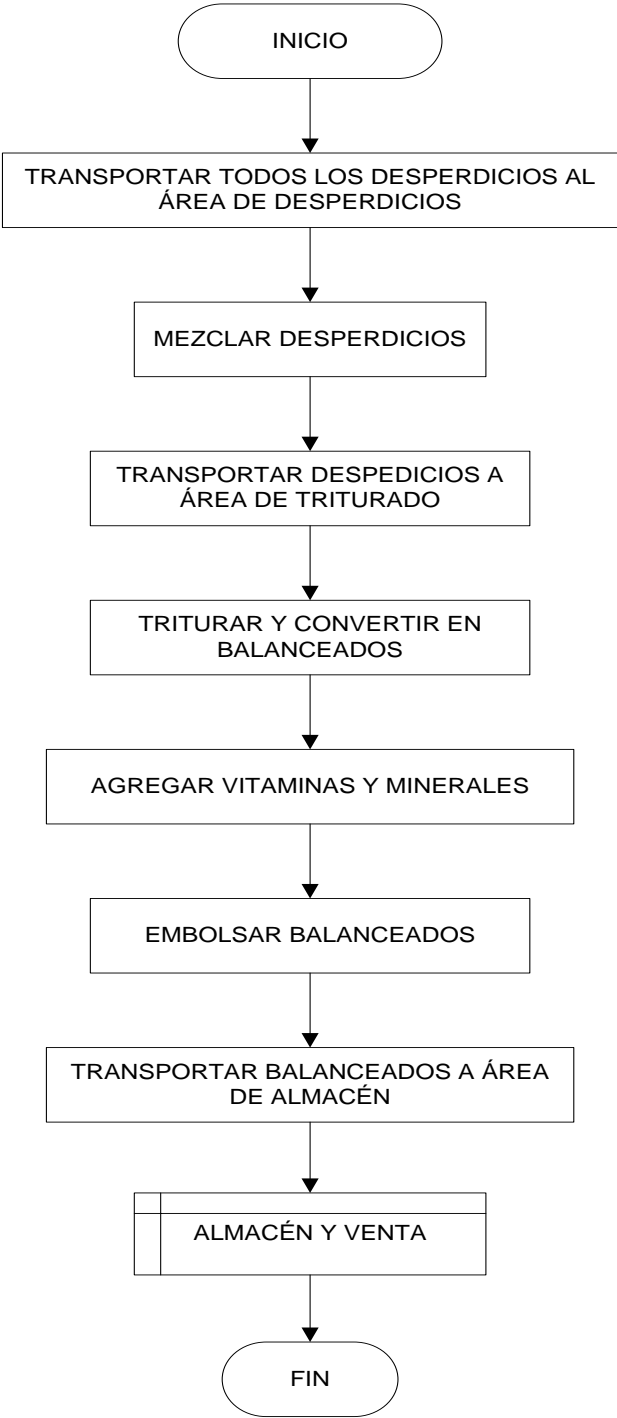 INICIO
TRANSPORTAR TODOS LOS DESPERDICIOS AL
ÁREA DE DESPERDICIOS
MEZCLAR DESPERDICIOS
TRANSPORTAR DESPEDICIOS A
ÁREA DE TRITURADO
TRITURAR Y CONVERTIR EN
BALANCEADOS
AGREGAR VITAMINAS Y MINERALES
EMBOLSAR BALANCEADOS
TRANSPORTAR BALANCEADOS A ÁREA
DE ALMACÉN
ALMACÉN Y VENTA
FIN